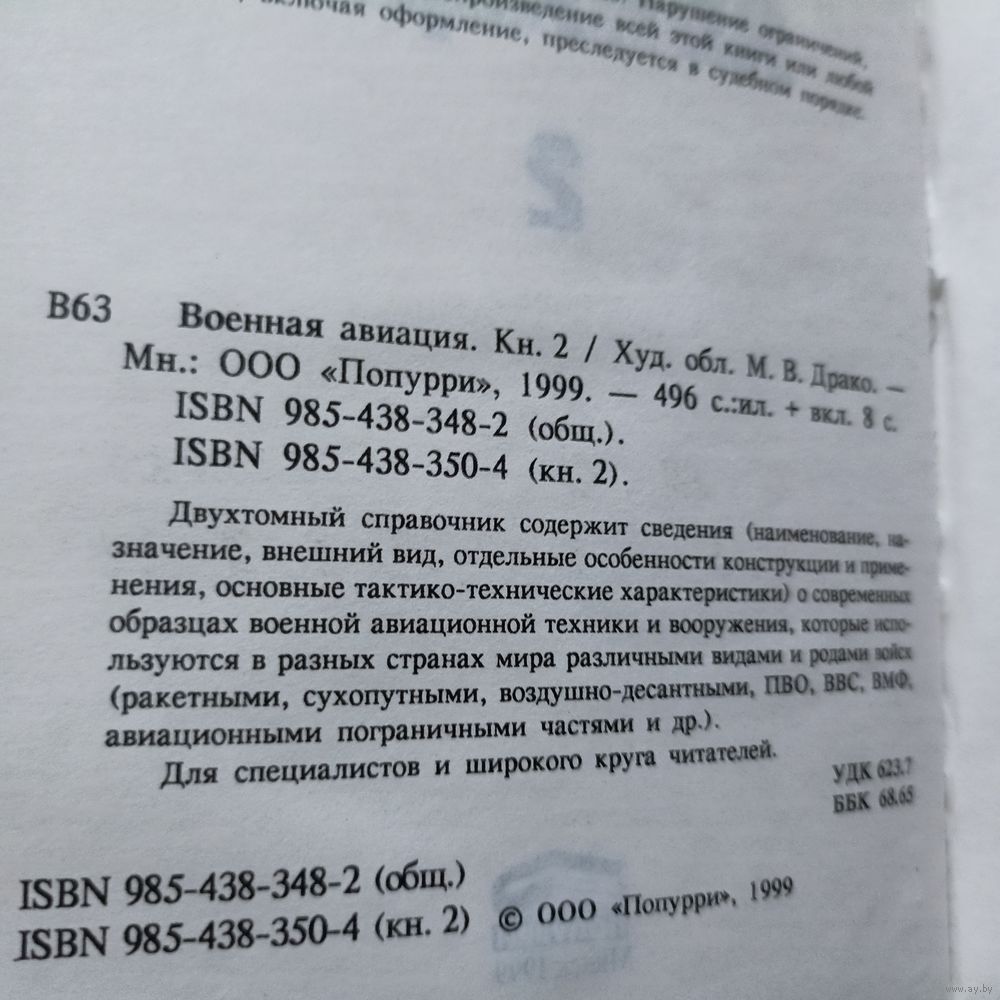 Нарушение ограничений,
произведение всей этой книги или любой
включая оформление, преследуется в судебном порядке.
2
В63 Военная авиация. Кн. 2 / Худ. обл. М. В. Драко. —
Мн.: ООО «Попурри», 1999. — 496 с.:ил. + вкл. 8 с.
ISBN 985-438-348-2 (общ.).
ISBN 985-438-350-4 (кн. 2).
Двухтомный справочник содержит сведения (наименование, на-
значение, внешний вид, отдельные особенности конструкции и приме-
нения, основные тактико-технические характеристики) о современных
образцах военной авиационной техники и вооружения, которые испо-
льзуются в разных странах мира различными видами и родами войск
(ракетными, сухопутными, воздушно-десантными, ПВО, ВВС, ВМФ,
авиационными пограничными частями и др.).
Для специалистов и широкого круга читателей.
УДК 623.7
ББК 68.65
ISBN 985-438-348-2 (общ.)
ISBN 985-438-350-4 (кн. 2)
© ООО «Попурри», 1999
www.ay.by